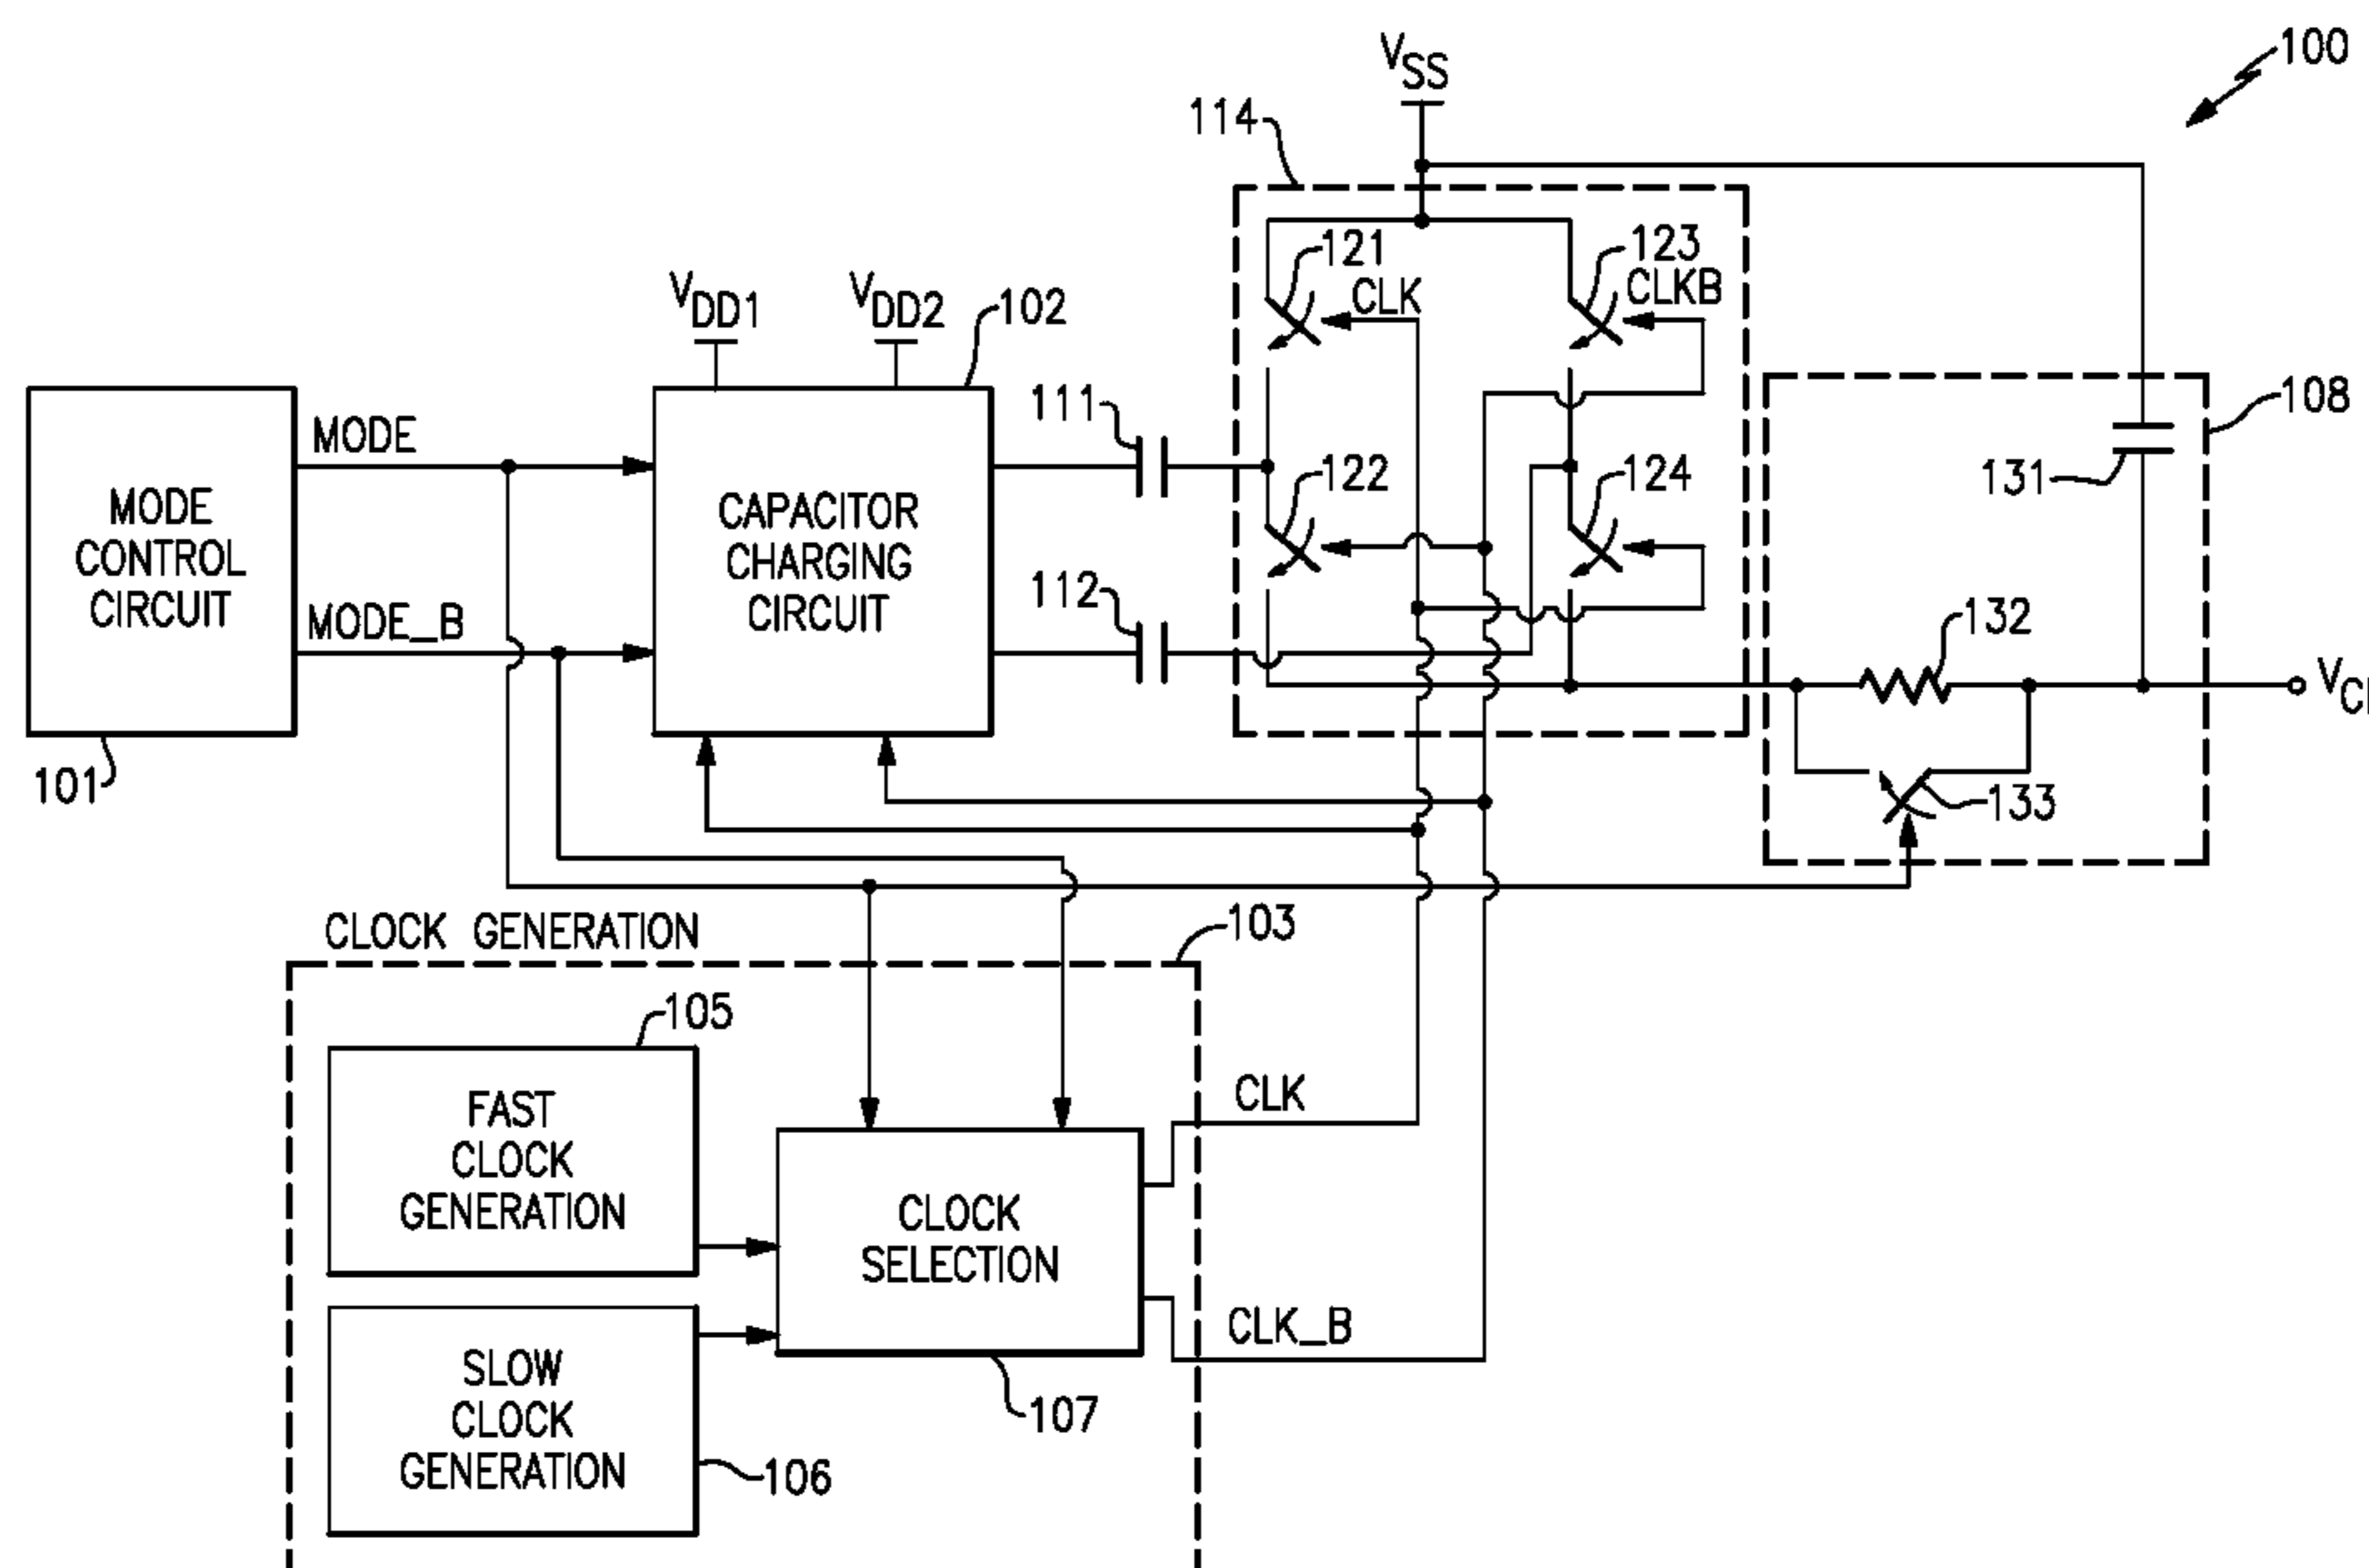 100
VSS
114
121
CLK
123
CLKB
VDD1
VDD2
102
111
108
MODE
131
122
124
MODE
CONTROL
CIRCUIT
CAPACITOR
CHARGING
CIRCUIT
112
MODE_B
132
101
133
CLOCK GENERATION
103
105
FAST
CLOCK
GENERATION
CLK
CLOCK
SELECTION
CLK_B
SLOW
CLOCK
GENERATION
107
106